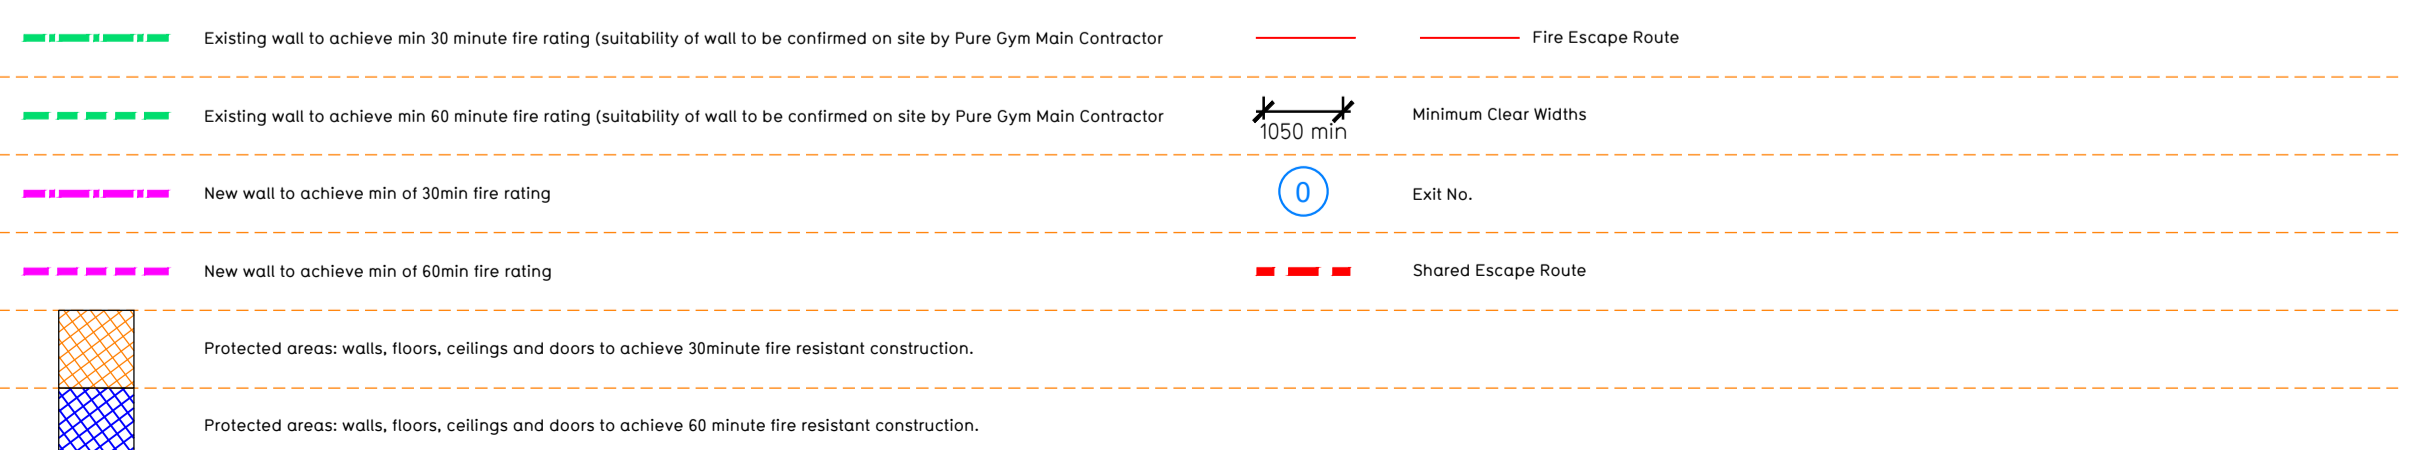 Existing wall to achieve min 30 minute fire rating (suitability of wall to be confirmed on site by Pure Gym Main Contractor
Fire Escape Route
Existing wall to achieve min 60 minute fire rating (suitability of wall to be confirmed on site by Pure Gym Main Contractor
1050 min
Minimum Clear Widths
New wall to achieve min of 30min fire rating
0
Exit No.
New wall to achieve min of 60min fire rating
Shared Escape Route
Protected areas: walls, floors, ceilings and doors to achieve 30minute fire resistant construction.
Protected areas: walls, floors, ceilings and doors to achieve 60 minute fire resistant construction.